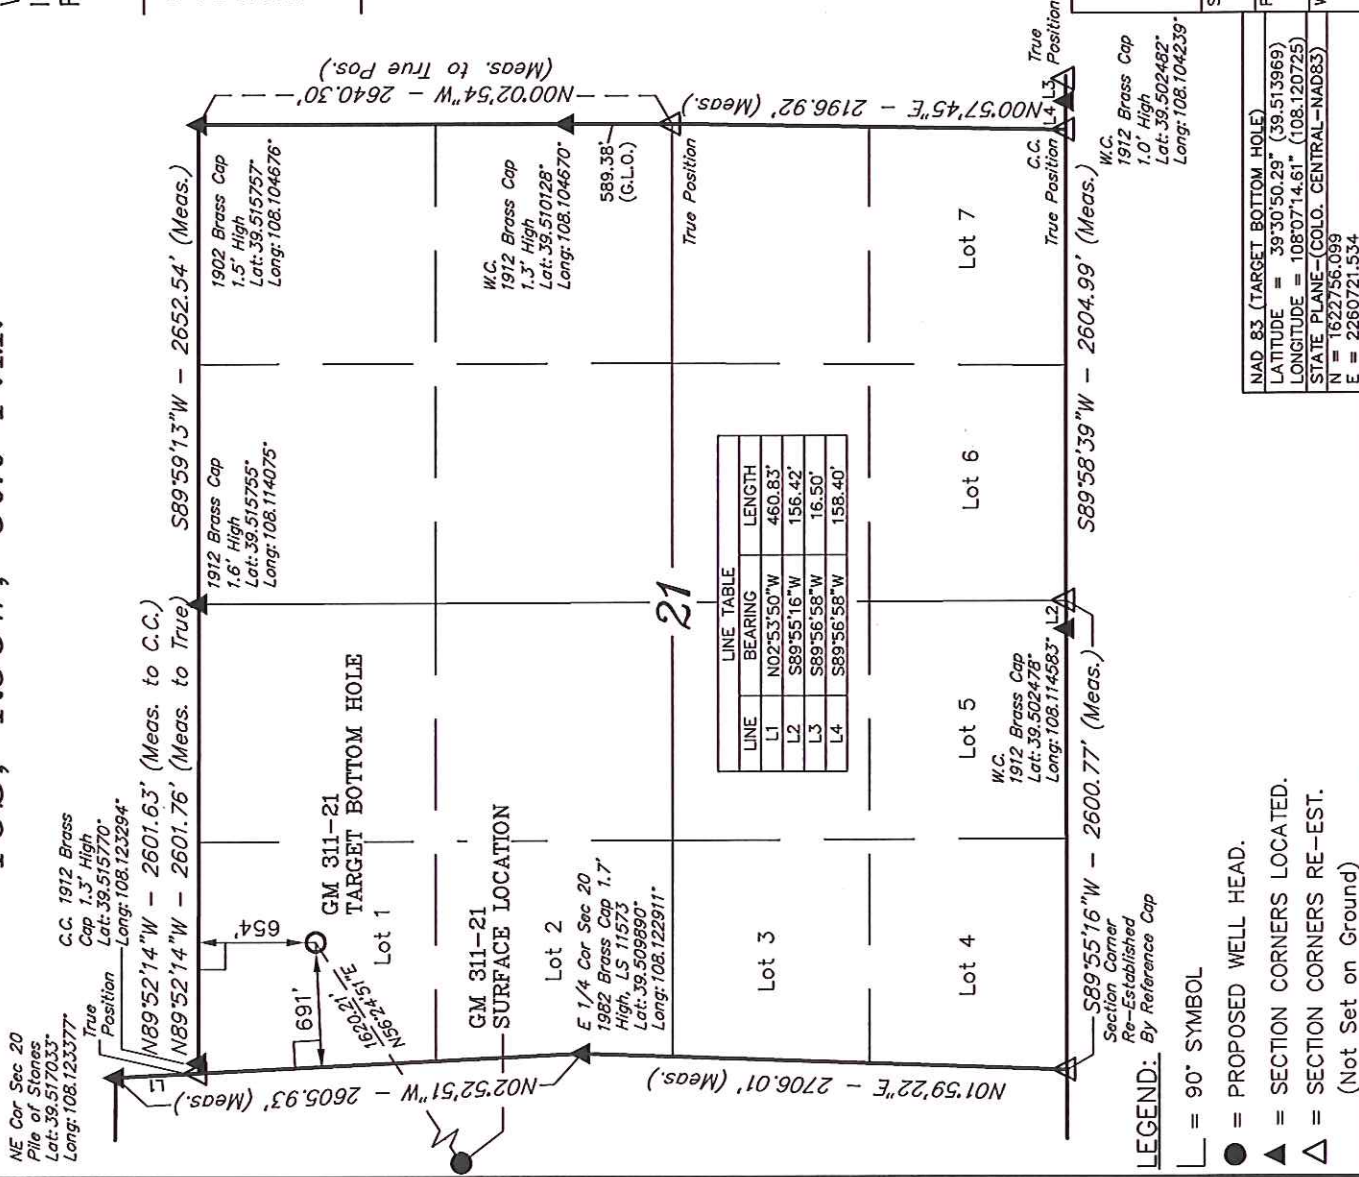 NE Cor Sec 20
Pile of Stones
Lat: 39.517033°
Long: 108.123377°
True
Position
C.C. 1912 Brass
Cap 1.3' High
Lat: 39.515770°
Long: 108.123294°
N89°52'14"W - 2601.63' (Meas. to C.C.)
N89°52'14"W - 2601.76' (Meas. to True)
S89°59'13"W - 2652.54' (Meas.)
L1
1912 Brass Cap
1.6' High
Lat: 39.515755°
Long: 108.114075°
1902 Brass Cap
1.5' High
Lat: 39.515757°
Long: 108.104676°
N00°02'54"W - 2640.30'
(Meas. to True Pos.)
654'
691'
GM 311-21
TARGET BOTTOM HOLE
Lot 1
1620.21'
N56°24'51"E
GM 311-21
SURFACE LOCATION
Lot 2
N02°52'51"W - 2605.93' (Meas.)
E 1/4 Cor Sec 20
1982 Brass Cap 1.7'
High, LS 11573
Lat: 39.509890°
Long: 108.122911°
W.C.
1912 Brass Cap
1.3' High
Lat: 39.510128°
Long: 108.104670°
589.38'
(G.L.O.)
True Position
21
LINE TABLE
LINE BEARING LENGTH
L1 N02°53'50"W 460.83'
L2 S89°55'16"W 156.42'
L3 S89°56'58"W 16.50'
L4 S89°56'58"W 158.40'
N01°59'22"E - 2706.01' (Meas.)
N00°57'45"E - 2196.92' (Meas.)
Lot 3
Lot 4
Lot 5
Lot 6
Lot 7
W.C.
1912 Brass Cap
Lat: 39.502478°
Long: 108.114583°
L2
C.C.
True Position
L4
L3
True
Position
W.C.
1912 Brass Cap
1.0' High
Lat: 39.502482°
Long: 108.104239°
S89°55'16"W - 2600.77' (Meas.)
S89°58'39"W - 2604.99' (Meas.)
Section Corner
Re-Established
By Reference Cap
LEGEND:
= 90° SYMBOL
= PROPOSED WELL HEAD.
= SECTION CORNERS LOCATED.
= SECTION CORNERS RE-EST.
(Not Set on Ground)
NAD 83 (TARGET BOTTOM HOLE)
LATITUDE = 39°30'50.29" (39.513969)
LONGITUDE = 108°07'14.61" (108.120725)
STATE PLANE-(COLO. CENTRAL-NAD83)
N = 1622756.099
E = 2260721.534